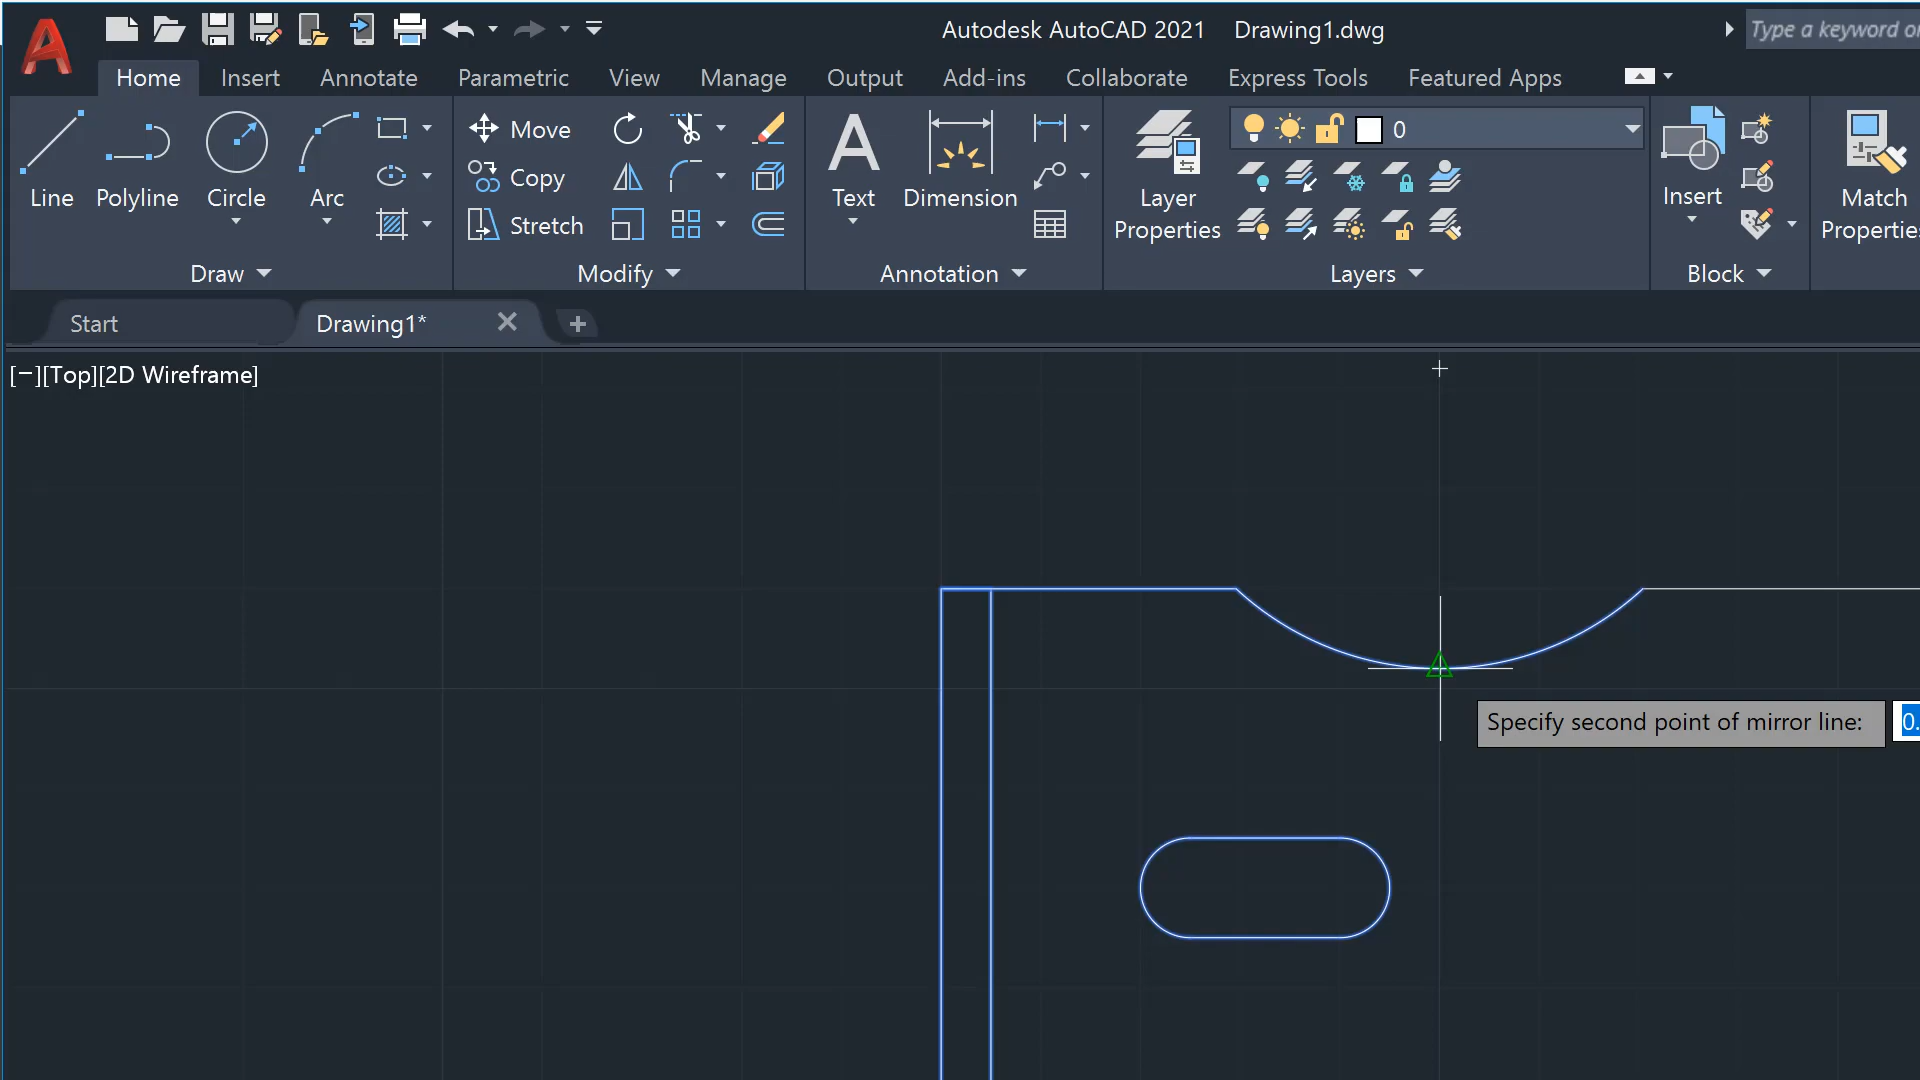 Autodesk AutoCAD 2021 Drawing1.dwg
Type a keyword or
Home Insert Annotate Parametric View Manage Output Add-ins Collaborate Express Tools Featured Apps
Line Polyline Circle Arc
Move
Copy
Stretch
Text Dimension
Layer
Properties
0
Insert
Match
Propertie
Draw Modify Annotation Layers Block
Start Drawing1*
[−][Top][2D Wireframe]
Specify second point of mirror line: 0.